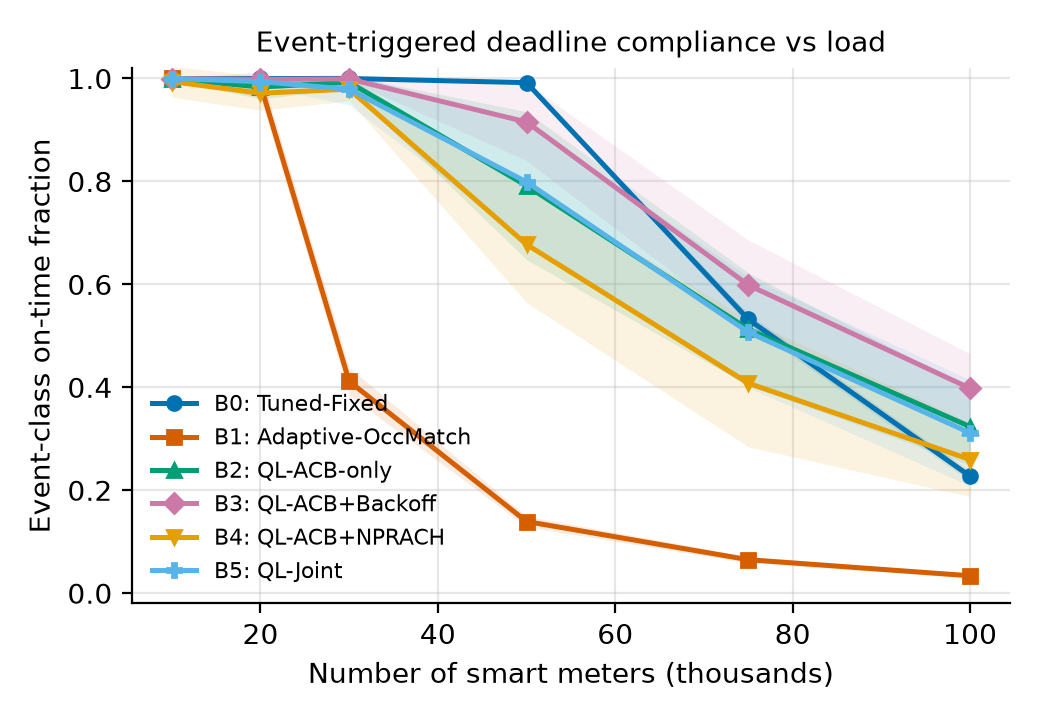 Event-triggered deadline compliance vs load
Event-class on-time fraction
1.0
0.8
0.6
0.4
0.2
0.0
B0: Tuned-Fixed
B1: Adaptive-OccMatch
B2: QL-ACB-only
B3: QL-ACB+Backoff
B4: QL-ACB+NPRACH
B5: QL-Joint
20 40 60 80 100
Number of smart meters (thousands)